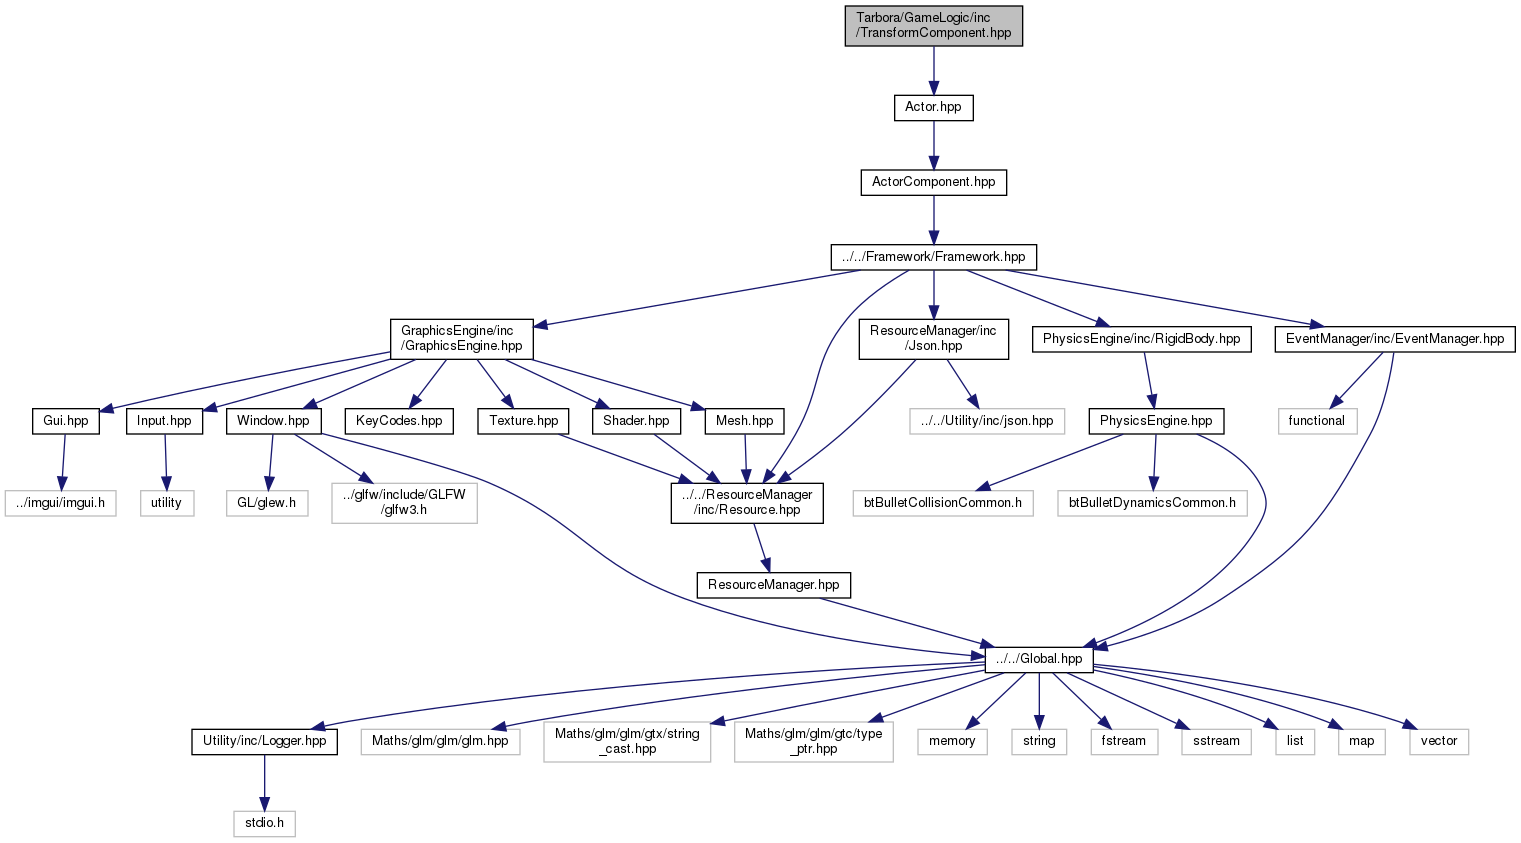 Tarbora/GameLogic/inc
/TransformComponent.hpp
Actor.hpp
ActorComponent.hpp
../../Framework/Framework.hpp
GraphicsEngine/inc
/GraphicsEngine.hpp
ResourceManager/inc
/Json.hpp
PhysicsEngine/inc/RigidBody.hpp
EventManager/inc/EventManager.hpp
Gui.hpp
Input.hpp
Window.hpp
KeyCodes.hpp
Texture.hpp
Shader.hpp
Mesh.hpp
../../Utility/inc/json.hpp
PhysicsEngine.hpp
functional
../imgui/imgui.h
utility
GL/glew.h
../glfw/include/GLFW
/glfw3.h
../../ResourceManager
/inc/Resource.hpp
btBulletCollisionCommon.h
btBulletDynamicsCommon.h
ResourceManager.hpp
../../Global.hpp
Utility/inc/Logger.hpp
Maths/glm/glm/glm.hpp
Maths/glm/glm/gtx/string
_cast.hpp
Maths/glm/glm/gtc/type
_ptr.hpp
memory
string
fstream
sstream
list
map
vector
stdio.h